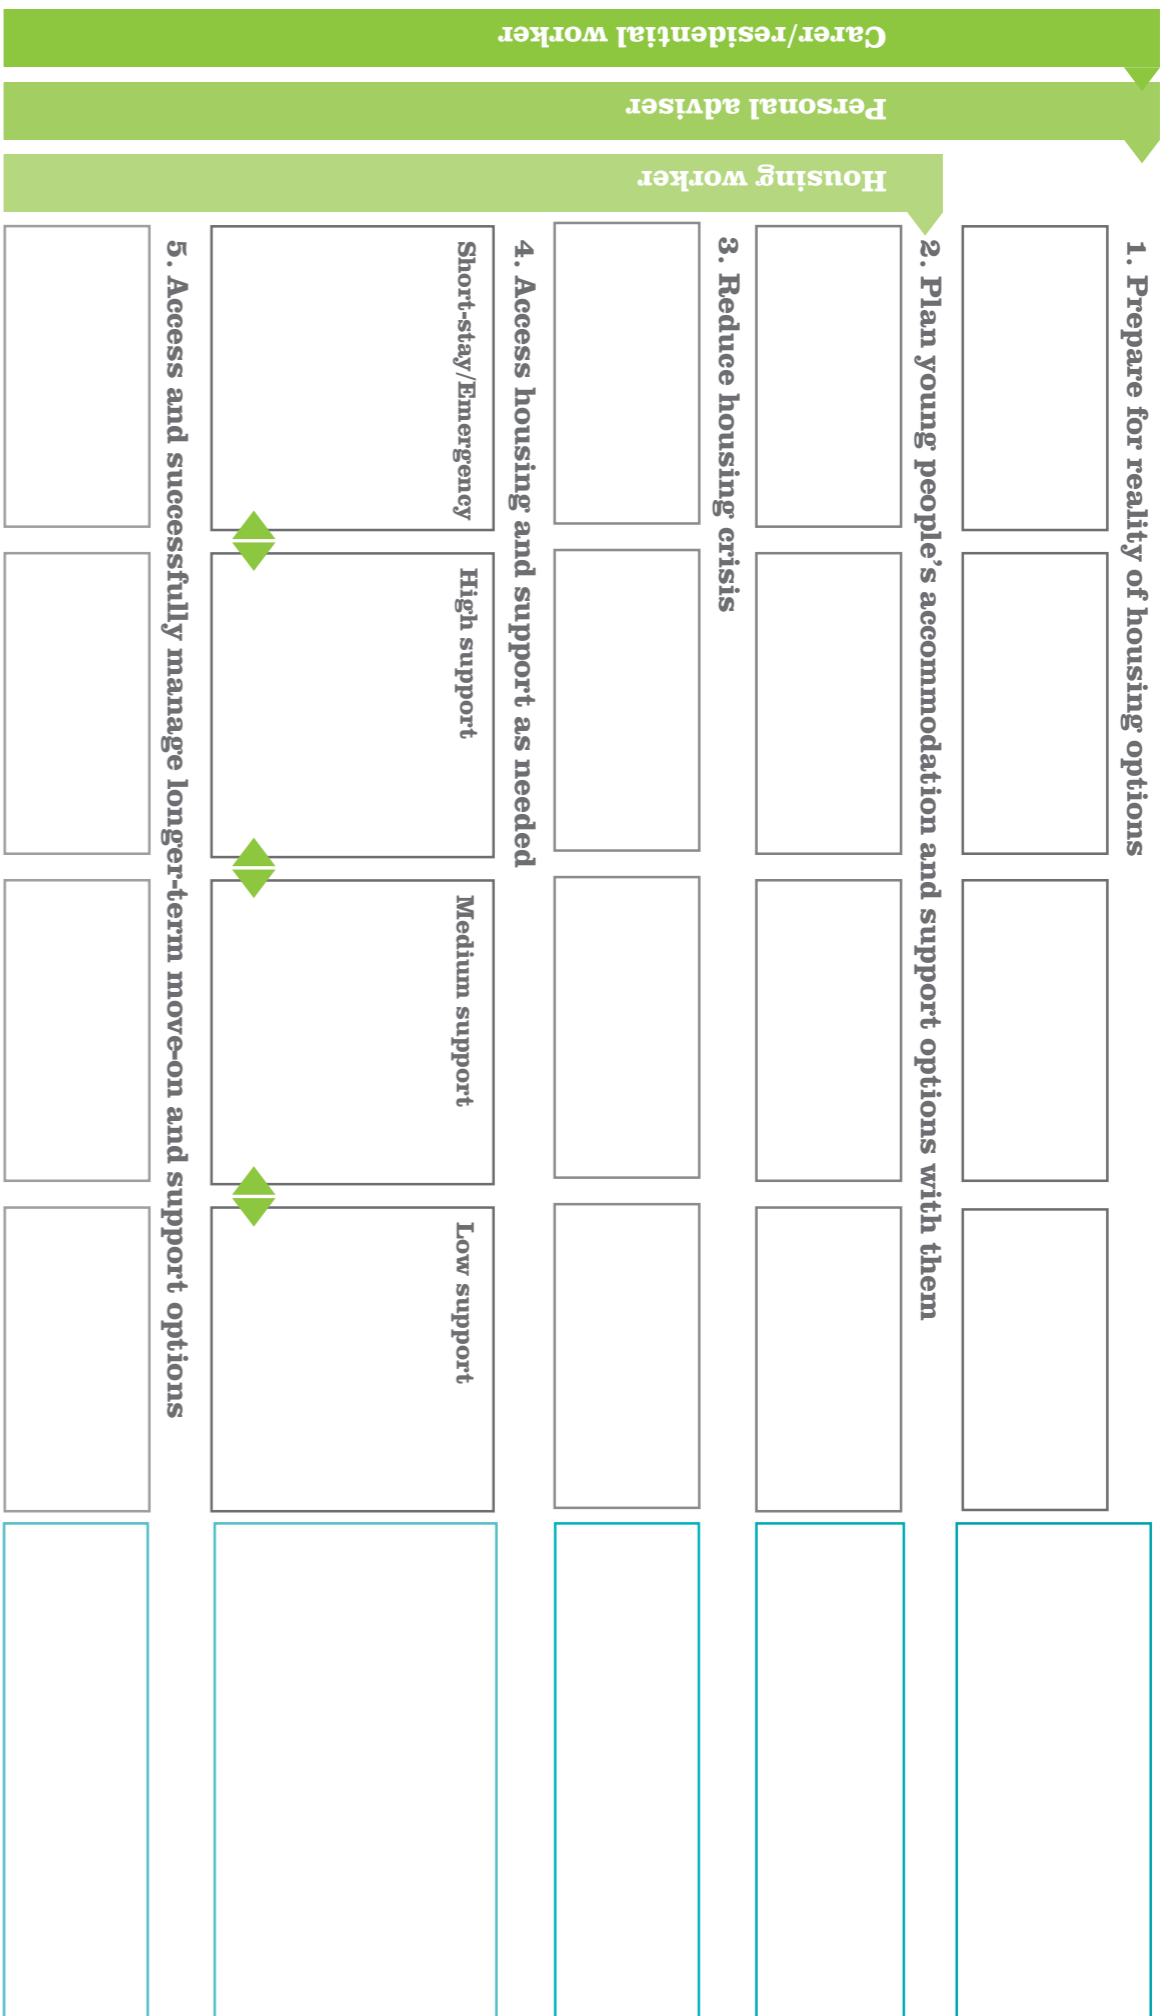 Carer/residential worker
Personal adviser
Housing worker
1. Prepare for reality of housing options
2. Plan young people’s accommodation and support options with them
3. Reduce housing crisis
4. Access housing and support as needed
Short-stay/Emergency
High support
Medium support
Low support
5. Access and successfully manage longer-term move-on and support options